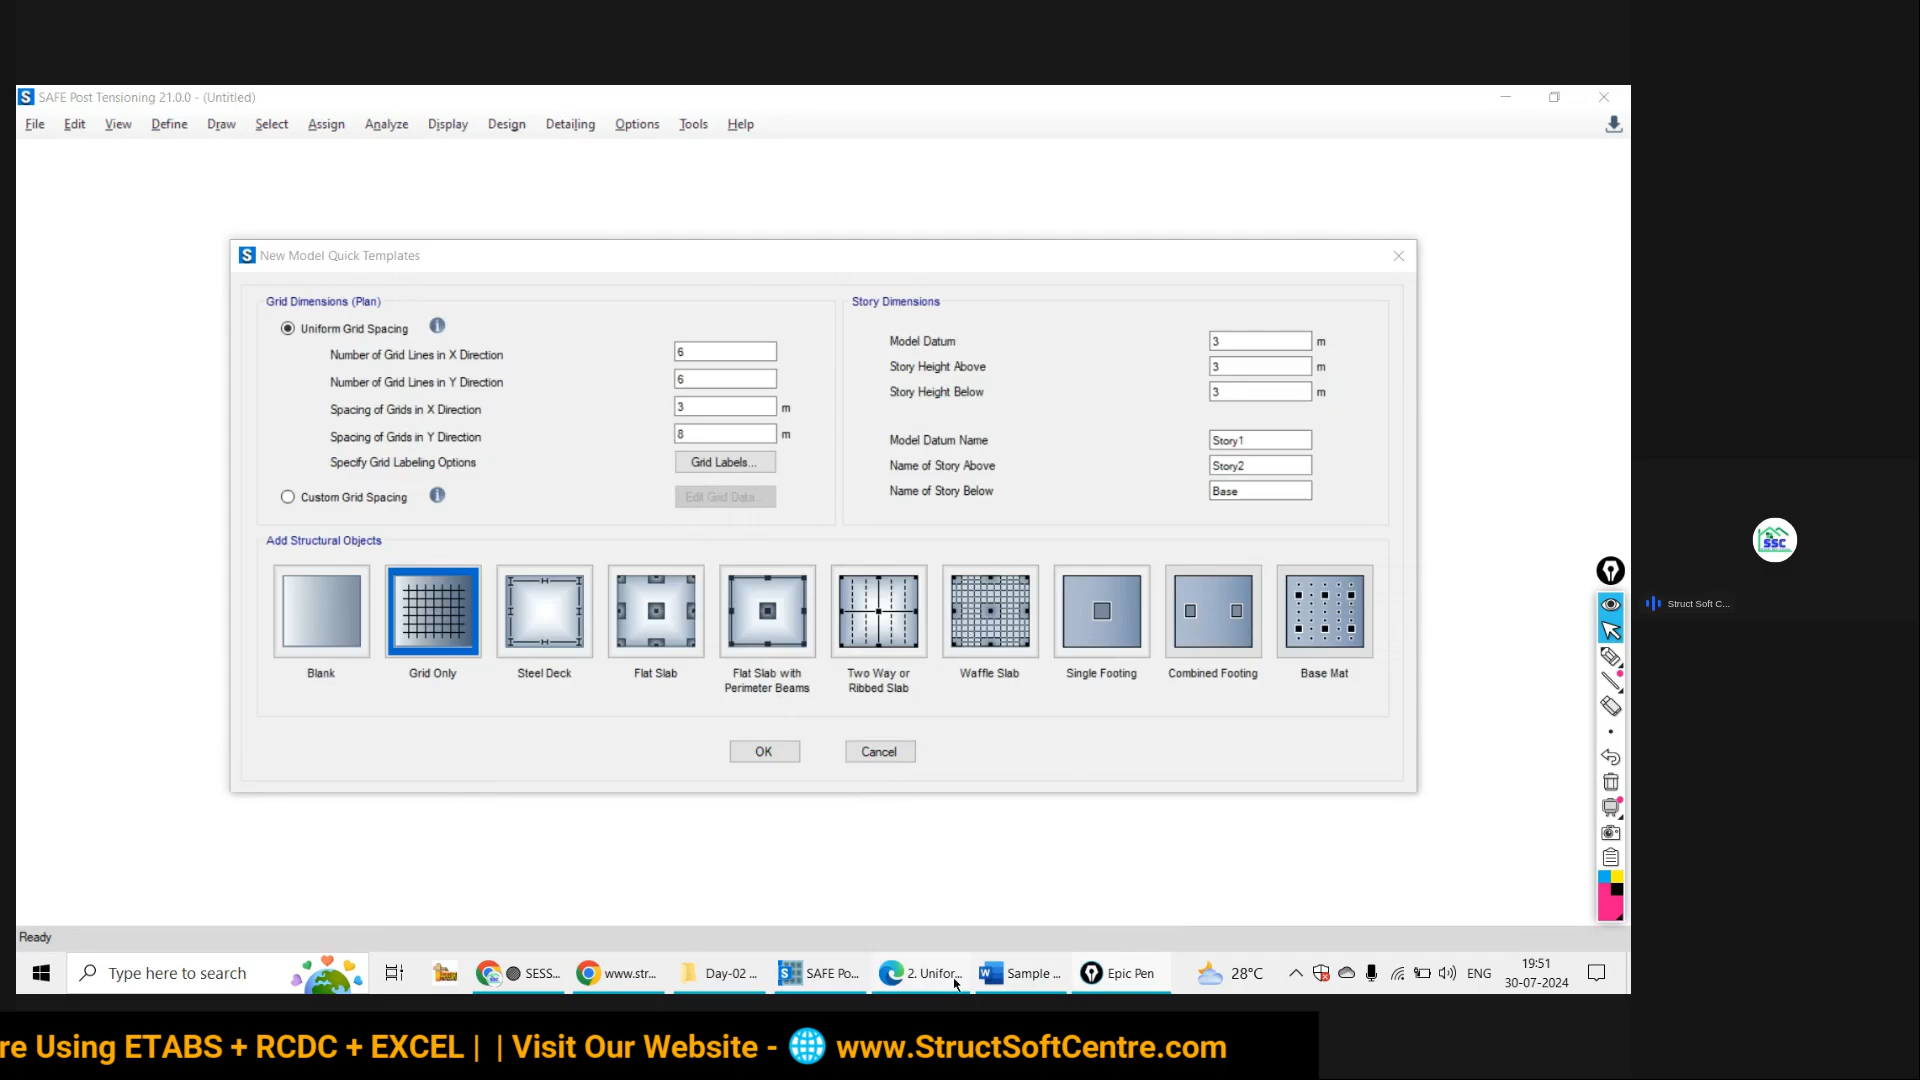 SAFE Post Tensioning 21.0.0 - (Untitled)
File Edit View Define Draw Select Assign Analyze Display Design Detailing Options Tools Help
New Model Quick Templates
Grid Dimensions (Plan)
Uniform Grid Spacing
Number of Grid Lines in X Direction 6
Number of Grid Lines in Y Direction 6
Spacing of Grids in X Direction 3 m
Spacing of Grids in Y Direction 8 m
Specify Grid Labeling Options Grid Labels...
Custom Grid Spacing Edit Grid Data...
Story Dimensions
Model Datum 3 m
Story Height Above 3 m
Story Height Below 3 m
Model Datum Name Story1
Name of Story Above Story2
Name of Story Below Base
Add Structural Objects
Blank
Grid Only
Steel Deck
Flat Slab
Flat Slab with
Perimeter Beams
Two Way or
Ribbed Slab
Waffle Slab
Single Footing
Combined Footing
Base Mat
OK Cancel
SSC
Struct Soft C...
Ready
Type here to search
SESS...
www.str...
Day-02 ...
SAFE Po...
2. Unifor...
Sample ...
Epic Pen
28°C
ENG
19:51
30-07-2024
re Using ETABS + RCDC + EXCEL | | Visit Our Website - www.StructSoftCentre.com